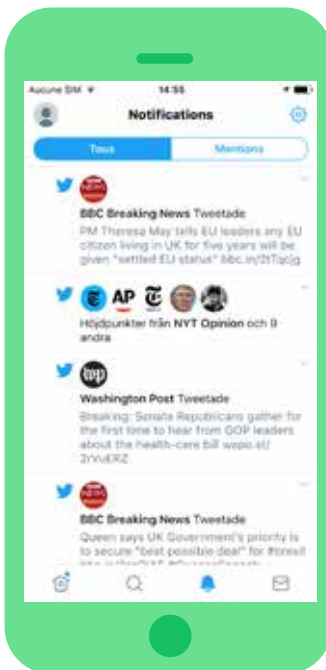 Aucune SIM 14:55
Notifications
Tous Mentions
BBC Breaking News Tweetade
PM Theresa May tells EU leaders any EU
citizen living in UK for five years will be
given "settled EU status" bbc.in/2tTqcjg
AP
Höjdpunkter från NYT Opinion och 9
andra
wp
Washington Post Tweetade
Breaking: Senate Republicans gather for
the first time to hear from GOP leaders
about the health-care bill wapo.st/
2rVuERZ
NEWS
BBC Breaking News Tweetade
Queen says UK Government's priority is
to secure "best possible deal" for #brexit